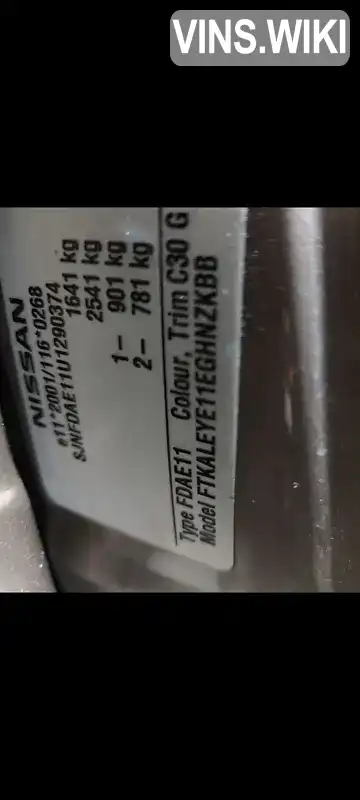 VINS.WIKI
NISSAN
e11*2001/116*0268
SJNFDAE11U1290374
1641 kg
2541 kg
1– 901 kg
2– 781 kg
Type FDAE11 Colour, Trim C30 G
Model FTKALEYE11EGHNZKBB